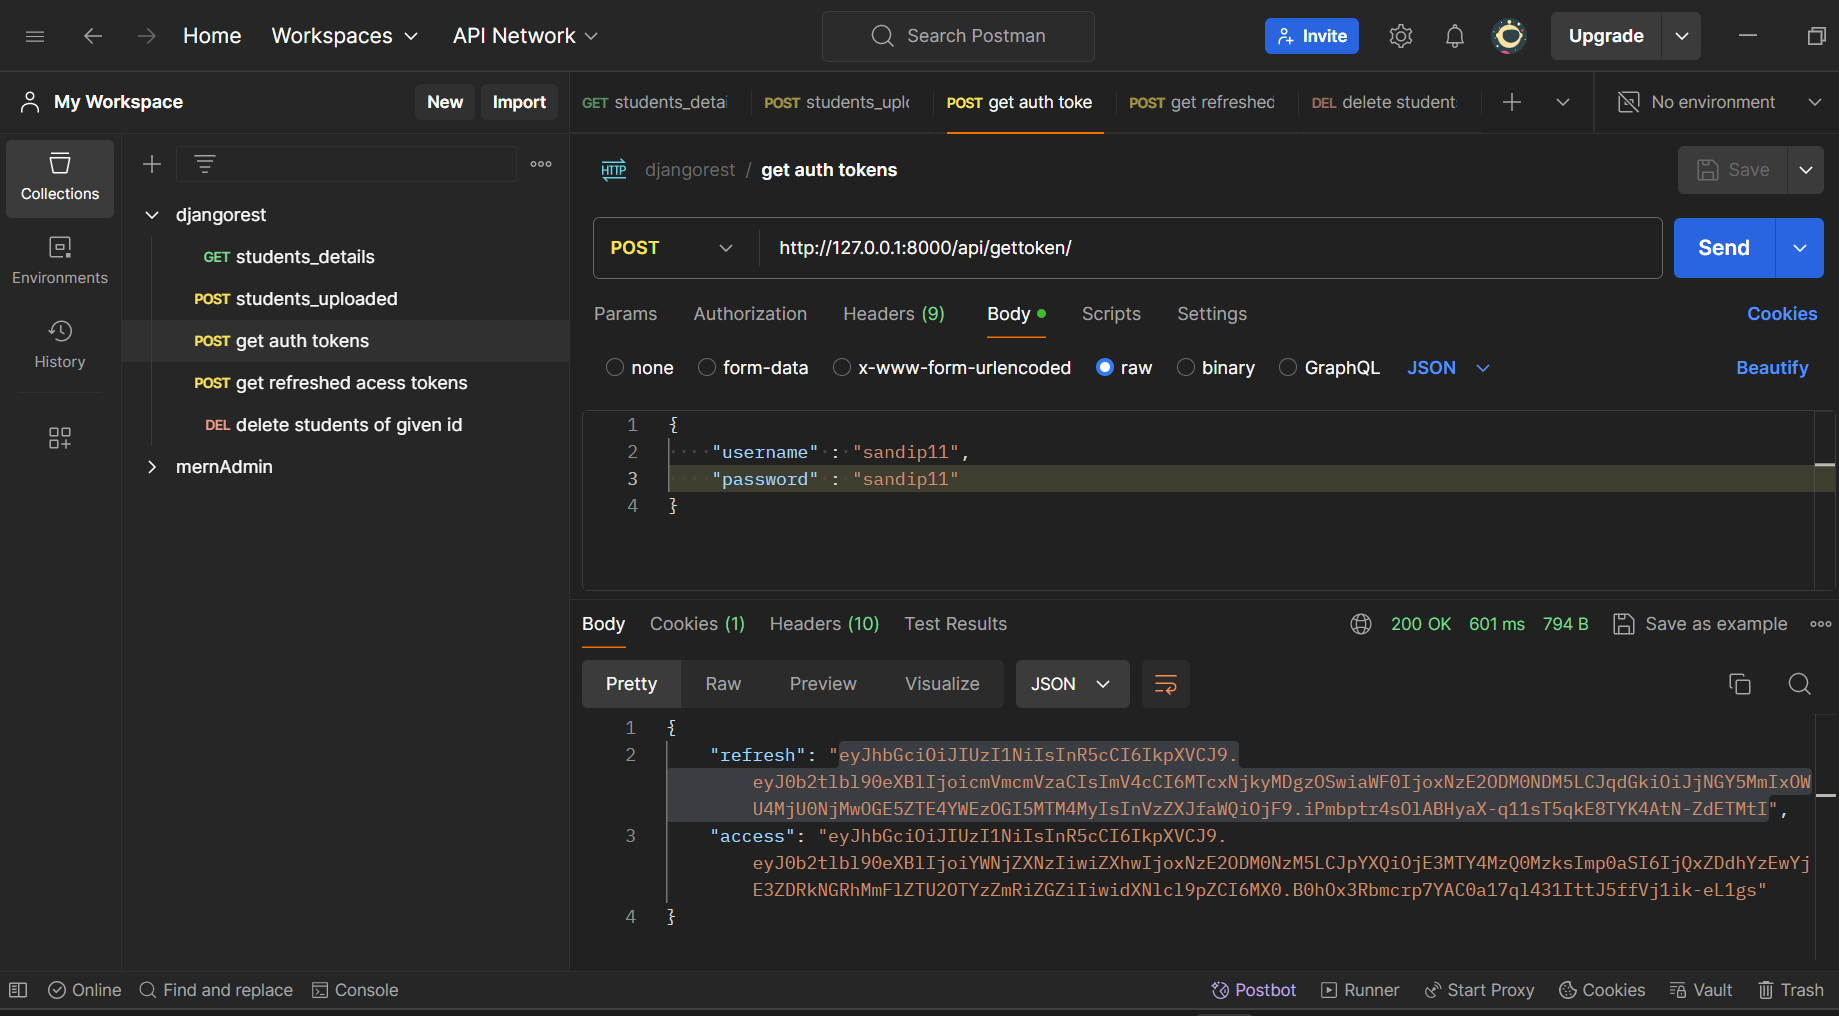 Home Workspaces API Network Search Postman Invite Upgrade
My Workspace New Import
GET students_detai POST students_uplo POST get auth toke POST get refreshed DEL delete student No environment
Collections
Environments
History
djangorest
GET students_details
POST students_uploaded
POST get auth tokens
POST get refreshed acess tokens
DEL delete students of given id
mernAdmin
HTTP djangorest / get auth tokens Save
POST http://127.0.0.1:8000/api/gettoken/ Send
Params Authorization Headers (9) Body Scripts Settings Cookies
none form-data x-www-form-urlencoded raw binary GraphQL JSON Beautify
1 {
2 "username" : "sandip11",
3 "password" : "sandip11"
4 }
Body Cookies (1) Headers (10) Test Results 200 OK 601 ms 794 B Save as example
Pretty Raw Preview Visualize JSON
1 {
2 "refresh": "eyJhbGciOiJIUzI1NiIsInR5cCI6IkpXVCJ9.
eyJ0b2tlbl90eXBlIjoicmVmcmVzaCIsImV4cCI6MTcxNjkyMDgzOSwiaWF0IjoxNzE2ODM0NDM5LCJqdGkiOiJjNGY5MmIxOW
U4MjU0NjMwOGE5ZTE4YWEzOGI5MTM4MyIsInVzZXJfaWQiOjF9.iPmbptr4sOlABHyaX-q11sT5qkE8TYK4AtN-ZdETMtI",
3 "access": "eyJhbGciOiJIUzI1NiIsInR5cCI6IkpXVCJ9.
eyJ0b2tlbl90eXBlIjoiYWNjZXNzIiwiZXhwIjoxNzE2ODM0NzM5LCJpYXQiOjE3MTY4MzQ0MzksImp0aSI6IjQxZDdhYzEwYj
E3ZDRkNGRhMmFlZTU2OTYzZmRiZGZiIiwidXNlcl9pZCI6MX0.B0hOx3Rbmcrp7YAC0a17ql431IttJ5ffVj1ik-eL1gs"
4 }
Online Find and replace Console Postbot Runner Start Proxy Cookies Vault Trash